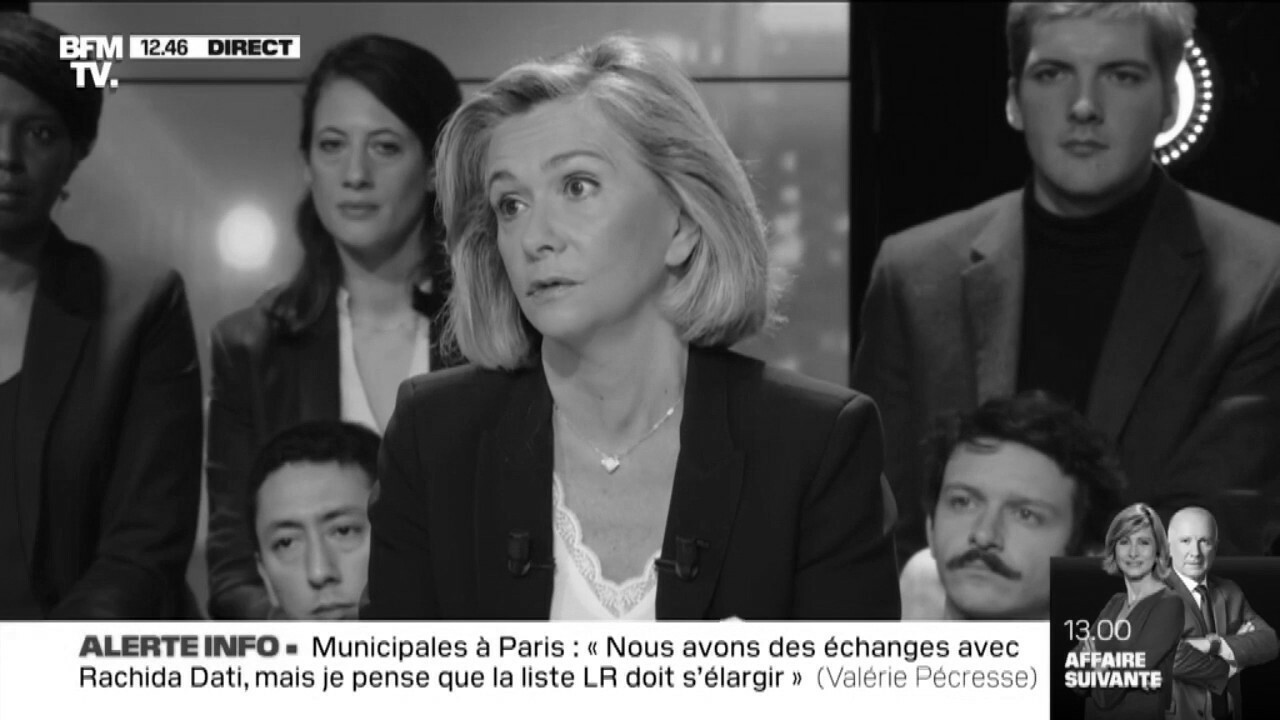 BFM
TV.
12.46 DIRECT
ALERTE INFO ▪ Municipales à Paris : « Nous avons des échanges avec
Rachida Dati, mais je pense que la liste LR doit s'élargir » (Valérie Pécresse)
13.00
AFFAIRE
SUIVANTE